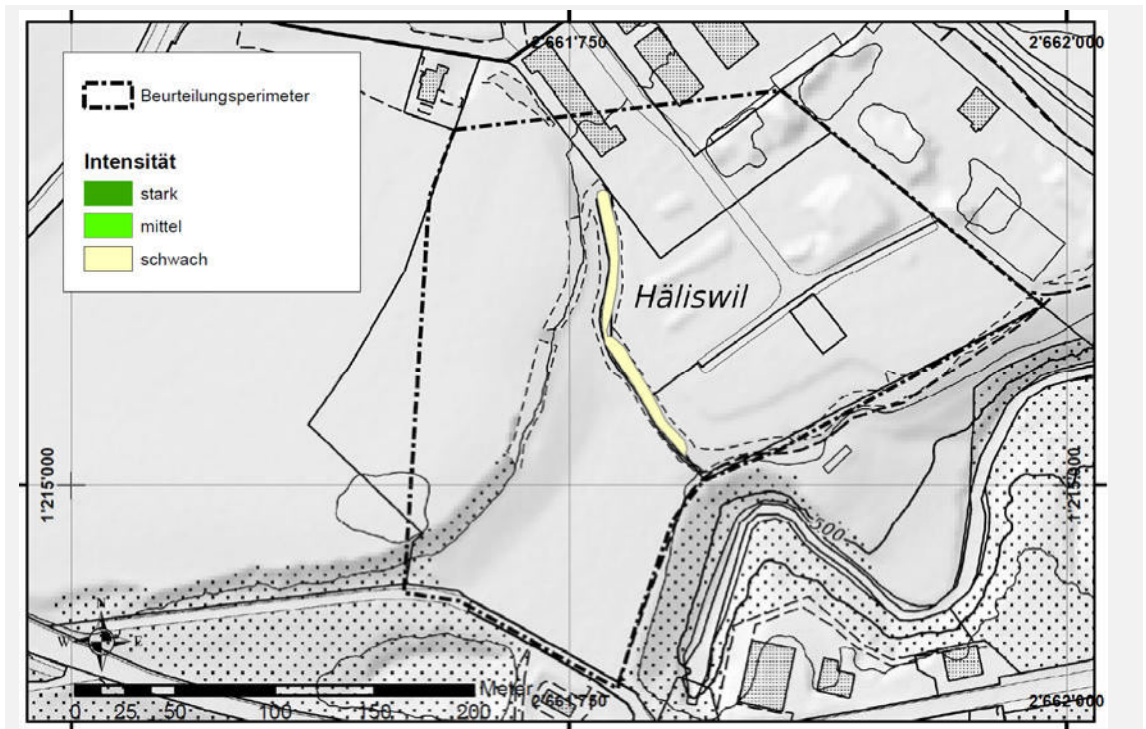 2'661'750
2'662'000
Beurteilungsperimeter
Intensität
stark
mittel
schwach
Häliswil
1'215'000
1'215'000
500
N
W
E
Meter
0 25 50 100 150 200
2'661'750
2'662'000